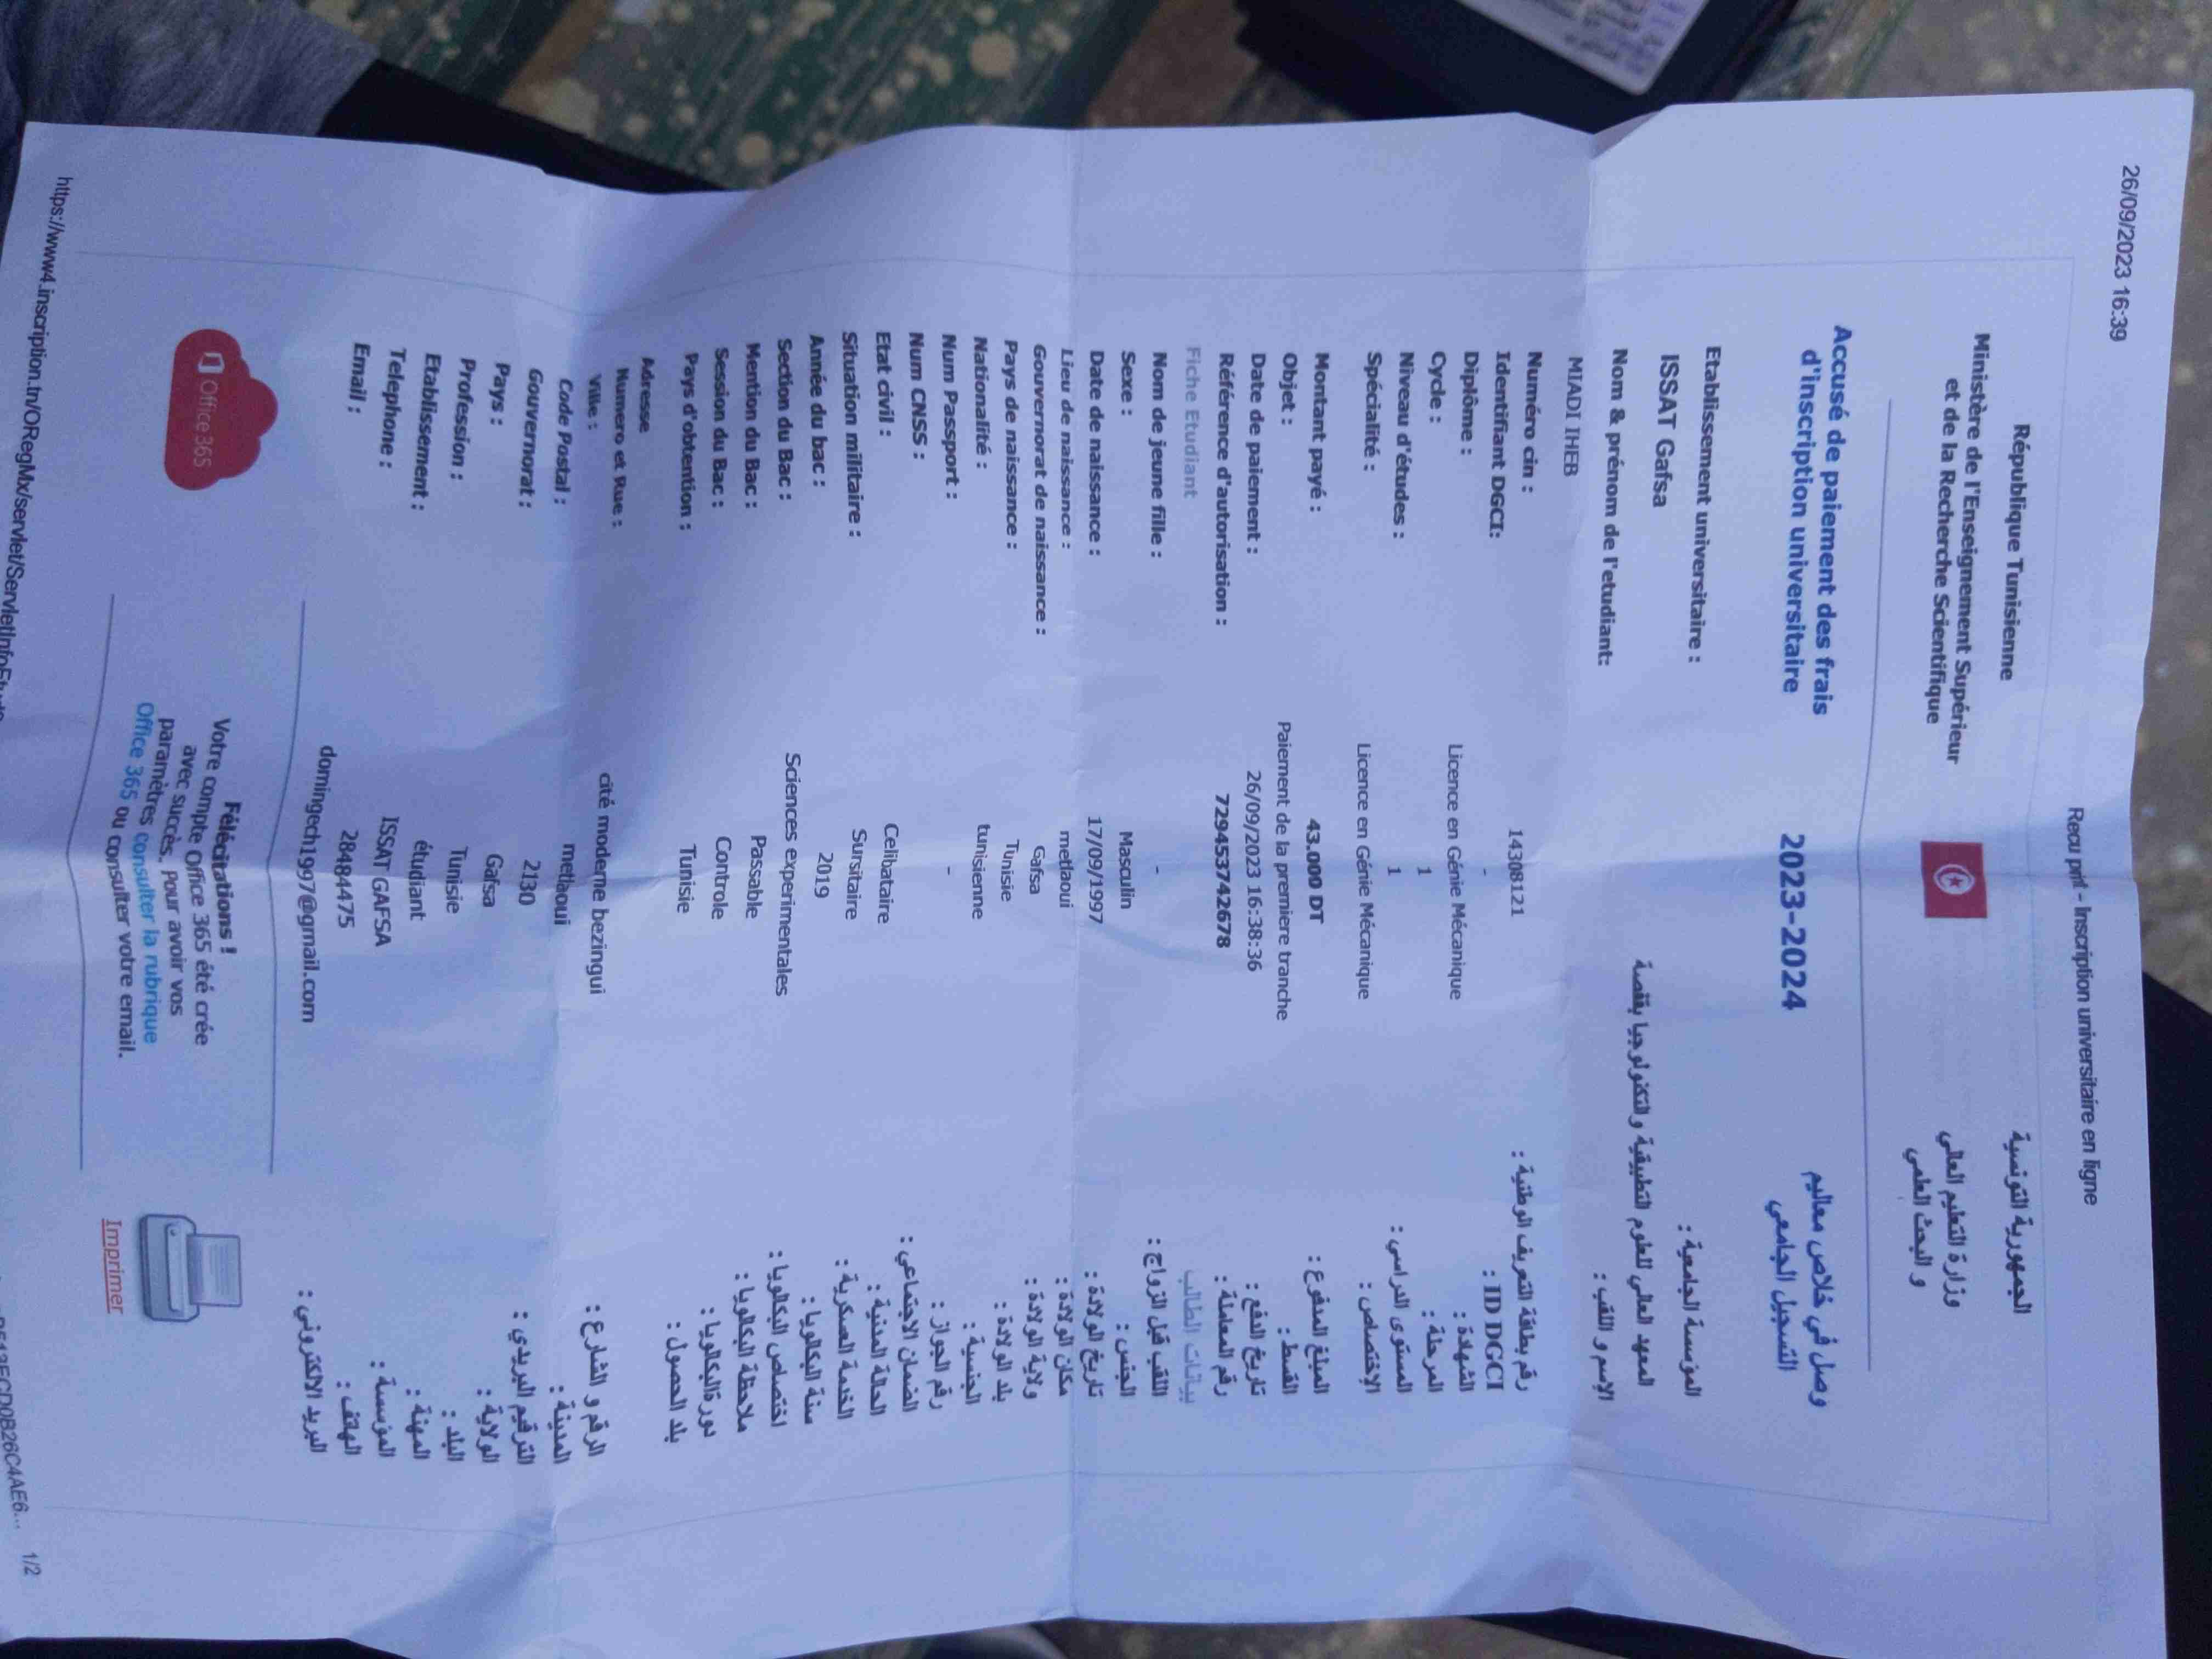 26/09/2023 16:39
Recu prif - Inscription universitaire en ligne
République Tunisienne
Ministère de l'Enseignement Supérieur
et de la Recherche Scientifique
الجمهورية التونسية
وزارة التعليم العالي
و البحث العلمي
Accusé de paiement des frais
d'inscription universitaire
2023-2024
وصل في خلاص معاليم
التسجيل الجامعي
Etablissement universitaire :
المؤسسة الجامعية :
ISSAT Gafsa
المعهد العالي للعلوم التطبيقية والتكنولوجيا بقفصة
Nom & prénom de l'etudiant:
الإسم و اللقب :
MIADI IHEB
Numéro cin : 14308121 رقم بطاقة التعريف الوطنية :
Identifiant DGCI: - ID DGCI :
Diplôme : Licence en Génie Mécanique الشهادة :
Cycle : 1 المرحلة :
Niveau d'études : 1 المستوى الدراسي :
Spécialité : Licence en Génie Mécanique الإختصاص :
Montant payé : 43.000 DT المبلغ المدفوع :
Objet : Paiement de la premiere tranche القسط :
Date de paiement : 26/09/2023 16:38:36 تاريخ الدفع :
Référence d'autorisation : 729453742678 رقم المعاملة :
Fiche Etudiant بيانات الطالب
Nom de jeune fille : - اللقب قبل الزواج :
Sexe : Masculin الجنس :
Date de naissance : 17/09/1997 تاريخ الولادة :
Lieu de naissance : metlaoui مكان الولادة :
Gouvernorat de naissance : Gafsa ولاية الولادة :
Pays de naissance : Tunisie بلد الولادة :
Nationalité : tunisienne الجنسية :
Num Passport : - رقم الجواز :
Num CNSS : الضمان الاجتماعي :
Etat civil : Celibataire الحالة المدنية :
Situation militaire : Sursitaire الخدمة العسكرية :
Année du bac : 2019 سنة البكالوريا :
Section du Bac : Sciences experimentales اختصاص البكالوريا :
Mention du Bac : Passable ملاحظة البكالوريا :
Session du Bac : Controle دورةالبكالوريا :
Pays d'obtention : Tunisie بلد الحصول :
Adresse
Numero et Rue : cité moderne bezingui الرقم و الشارع :
Ville : metlaoui المدينة :
Code Postal : 2130 الترقيم البريدي :
Gouvernorat : Gafsa الولاية :
Pays : Tunisie البلد :
Profession : étudiant المهنة :
Etablissement : ISSAT GAFSA المؤسسة :
Telephone : 28484475 الهاتف :
Email : domingech1997@gmail.com البريد الالكتروني :
Office 365
Félécitations !
Votre compte Office 365 été crée
avec succès. pour avoir vos
paramètres consulter la rubrique
Office 365 ou consulter votre email.
Imprimer
https://www4.inscription.tn/ORegMx/servlet/ServletInfoEtude
1/2